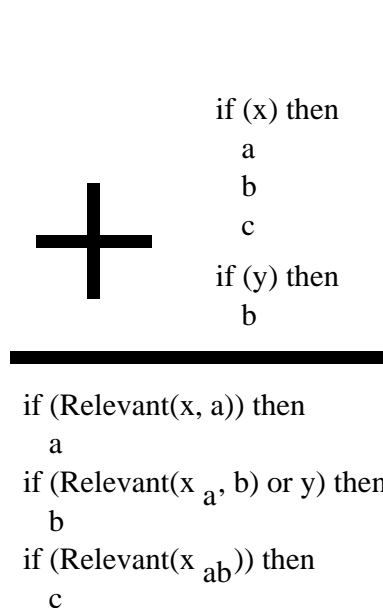 if (x) then
a
b
c
if (y) then
b
if (Relevant(x, a)) then
a
if (Relevant(x a, b) or y) then
b
if (Relevant(x ab)) then
c